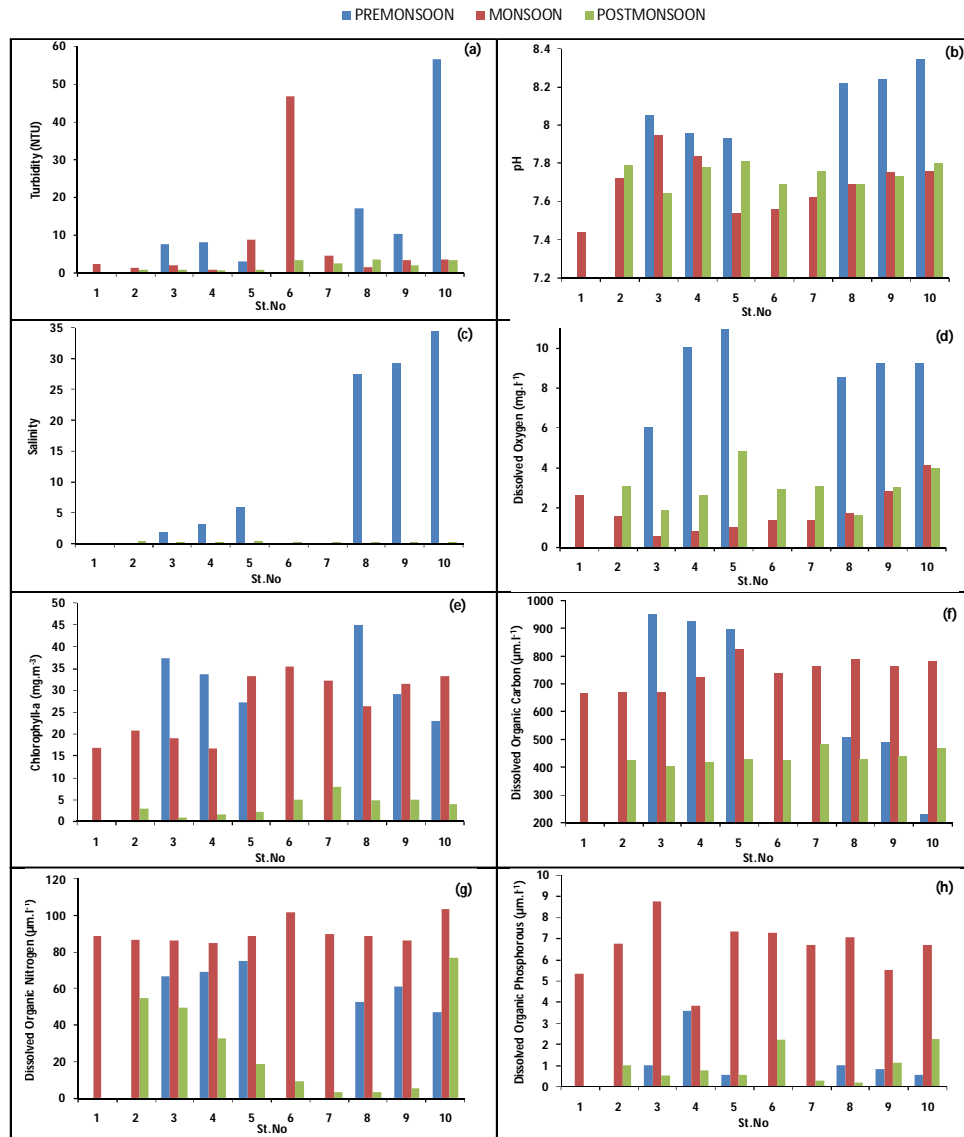 PREMONSOON MONSOON POSTMONSOON
(a)
Turbidity (NTU)
60
50
40
30
20
10
0
1 2 3 4 5 6 7 8 9 10
St.No
(b)
pH
8.4
8.2
8
7.8
7.6
7.4
7.2
1 2 3 4 5 6 7 8 9 10
St.No
(c)
Salinity
35
30
25
20
15
10
5
0
1 2 3 4 5 6 7 8 9 10
St.No
(d)
Dissolved Oxygen (mg.l-1)
10
8
6
4
2
0
1 2 3 4 5 6 7 8 9 10
St.No
(e)
Chlorophyll-a (mg.m-3)
50
45
40
35
30
25
20
15
10
5
0
1 2 3 4 5 6 7 8 9 10
St.No
(f)
Dissolved Organic Carbon (µm.l-1)
1000
900
800
700
600
500
400
300
200
1 2 3 4 5 6 7 8 9 10
St.No
(g)
Dissolved Organic Nitrogen (µm.l-1)
120
100
80
60
40
20
0
1 2 3 4 5 6 7 8 9 10
St.No
(h)
Dissolved Organic Phosphorous (µm.l-1)
10
9
8
7
6
5
4
3
2
1
0
1 2 3 4 5 6 7 8 9 10
St.No